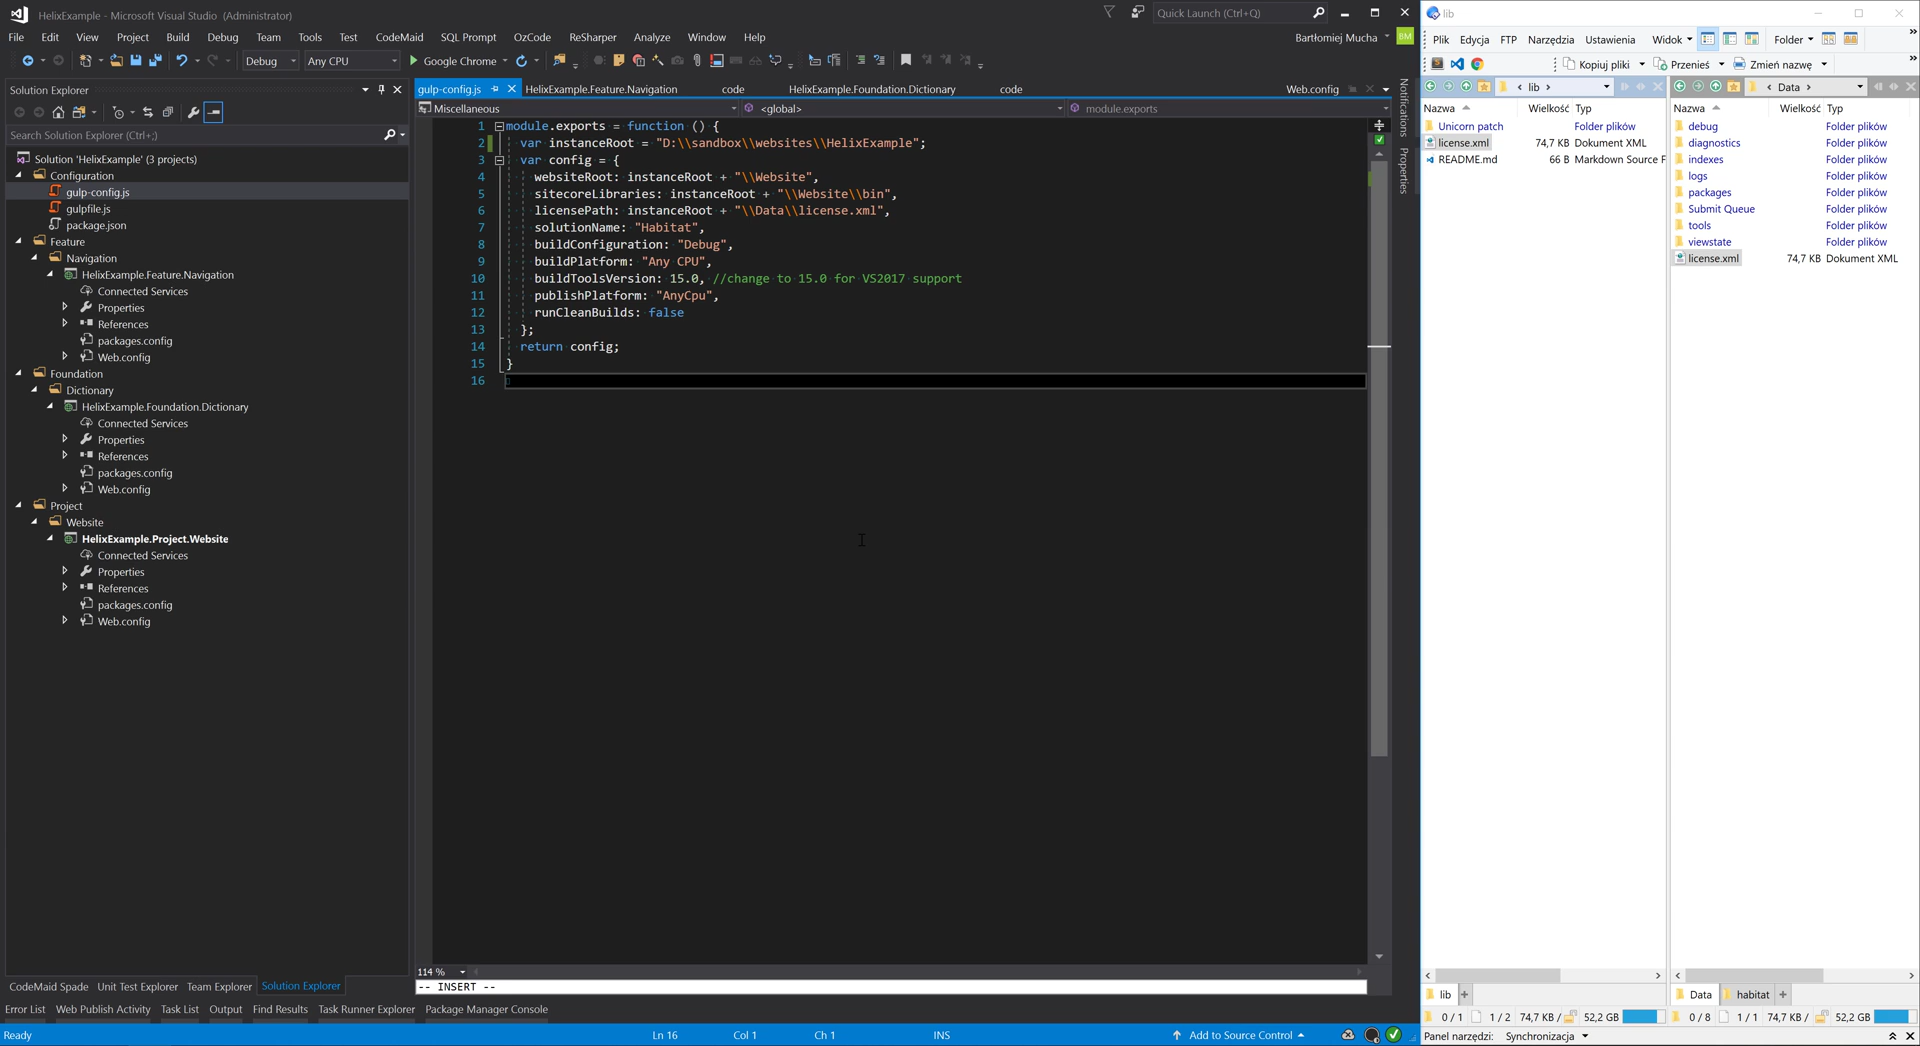 HelixExample - Microsoft Visual Studio (Administrator)
Quick Launch (Ctrl+Q)
File Edit View Project Build Debug Team Tools Test CodeMaid SQL Prompt OzCode ReSharper Analyze Window Help
Bartłomiej Mucha BM
Debug Any CPU Google Chrome
Solution Explorer
Search Solution Explorer (Ctrl+;)
Solution 'HelixExample' (3 projects)
Configuration
gulp-config.js
gulpfile.js
package.json
Feature
Navigation
HelixExample.Feature.Navigation
Connected Services
Properties
References
packages.config
Web.config
Foundation
Dictionary
HelixExample.Foundation.Dictionary
Connected Services
Properties
References
packages.config
Web.config
Project
Website
HelixExample.Project.Website
Connected Services
Properties
References
packages.config
Web.config
CodeMaid Spade Unit Test Explorer Team Explorer Solution Explorer
gulp-config.js HelixExample.Feature.Navigation code HelixExample.Foundation.Dictionary code Web.config
Miscellaneous <global> module.exports
1 module.exports = function () {
2 var instanceRoot = "D:\\sandbox\\websites\\HelixExample";
3 var config = {
4 websiteRoot: instanceRoot + "\\Website",
5 sitecoreLibraries: instanceRoot + "\\Website\\bin",
6 licensePath: instanceRoot + "\\Data\\license.xml",
7 solutionName: "Habitat",
8 buildConfiguration: "Debug",
9 buildPlatform: "Any CPU",
10 buildToolsVersion: 15.0, //change to 15.0 for VS2017 support
11 publishPlatform: "AnyCpu",
12 runCleanBuilds: false
13 };
14 return config;
15 }
16
114 %
-- INSERT --
Notifications
Properties
Error List Web Publish Activity Task List Output Find Results Task Runner Explorer Package Manager Console
Ready Ln 16 Col 1 Ch 1 INS Add to Source Control
lib
Plik Edycja FTP Narzędzia Ustawienia Widok Folder
Kopiuj pliki Przenieś Zmień nazwę
lib
Nazwa Wielkość Typ
Unicorn patch Folder plików
license.xml 74,7 KB Dokument XML
README.md 66 B Markdown Source F
Data
Nazwa Wielkość Typ
debug Folder plików
diagnostics Folder plików
indexes Folder plików
logs Folder plików
packages Folder plików
Submit Queue Folder plików
tools Folder plików
viewstate Folder plików
license.xml 74,7 KB Dokument XML
lib
Data habitat
0 / 1 1 / 2 74,7 KB / 52,2 GB
0 / 8 1 / 1 74,7 KB / 52,2 GB
Panel narzędzi: Synchronizacja